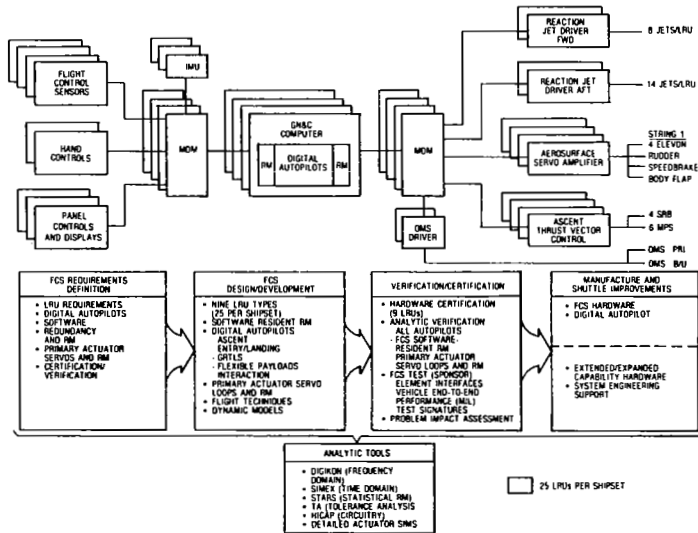 FLIGHT
CONTROL
SENSORS
HAND
CONTROLS
PANEL
CONTROLS
AND DISPLAYS
IMU
MDM
GN&C
COMPUTER
RM
DIGITAL
AUTOPILOTS
RM
MDM
OMS
DRIVER
REACTION
JET DRIVER
FWD
REACTION
JET DRIVER AFT
AEROSURFACE
SERVO AMPLIFIER
ASCENT
THRUST VECTOR
CONTROL
8 JETS/LRU
14 JETS/LRU
STRING 1
4 ELEVON
RUDDER
SPEEDBRAKE
BODY FLAP
4 SRB
6 MPS
OMS PRI
OMS B/U
FCS REQUIREMENTS
DEFINITION
• LRU REQUIREMENTS
• DIGITAL AUTOPILOTS
• SOFTWARE
• REDUNDANCY
AND RM
• PRIMARY ACTUATOR
SERVOS AND RM
• CERTIFICATION/
VERIFICATION
FCS
DESIGN/DEVELOPMENT
• NINE LRU TYPES
(25 PER SHIPSET)
• SOFTWARE RESIDENT RM
• DIGITAL AUTOPILOTS
ASCENT
ENTRY/LANDING
- GRTLS
- FLEXIBLE PAYLOADS
INTERACTION
• PRIMARY ACTUATOR SERVO
LOOPS AND RM
• FLIGHT TECHNIQUES
• DYNAMIC MODELS
VERIFICATION/CERTIFICATION
• HARDWARE CERTIFICATION
(9 LRUs)
• ANALYTIC VERIFICATION
ALL AUTOPILOTS
- FCS SOFTWARE-
RESIDENT RM
PRIMARY ACTUATOR
SERVO LOOPS AND RM
• FCS TEST (SPONSOR)
ELEMENT INTERFACES
VEHICLE END-TO-END
PERFORMANCE (MIL)
TEST SIGNATURES
• PROBLEM IMPACT ASSESSMENT
MANUFACTURE AND
SHUTTLE IMPROVEMENTS
• FCS HARDWARE
• DIGITAL AUTOPILOT
• EXTENDED/EXPANDED
CAPABILITY HARDWARE
• SYSTEM ENGINEERING
SUPPORT
ANALYTIC TOOLS
• DIGIKON (FREQUENCY
DOMAIN)
• SIMEX (TIME DOMAIN)
• STARS (STATISTICAL RM)
• TA (TOLERANCE ANALYSIS
• HICAP (CIRCUITRY)
• DETAILED ACTUATOR SIMS
25 LRUs PER SHIPSET